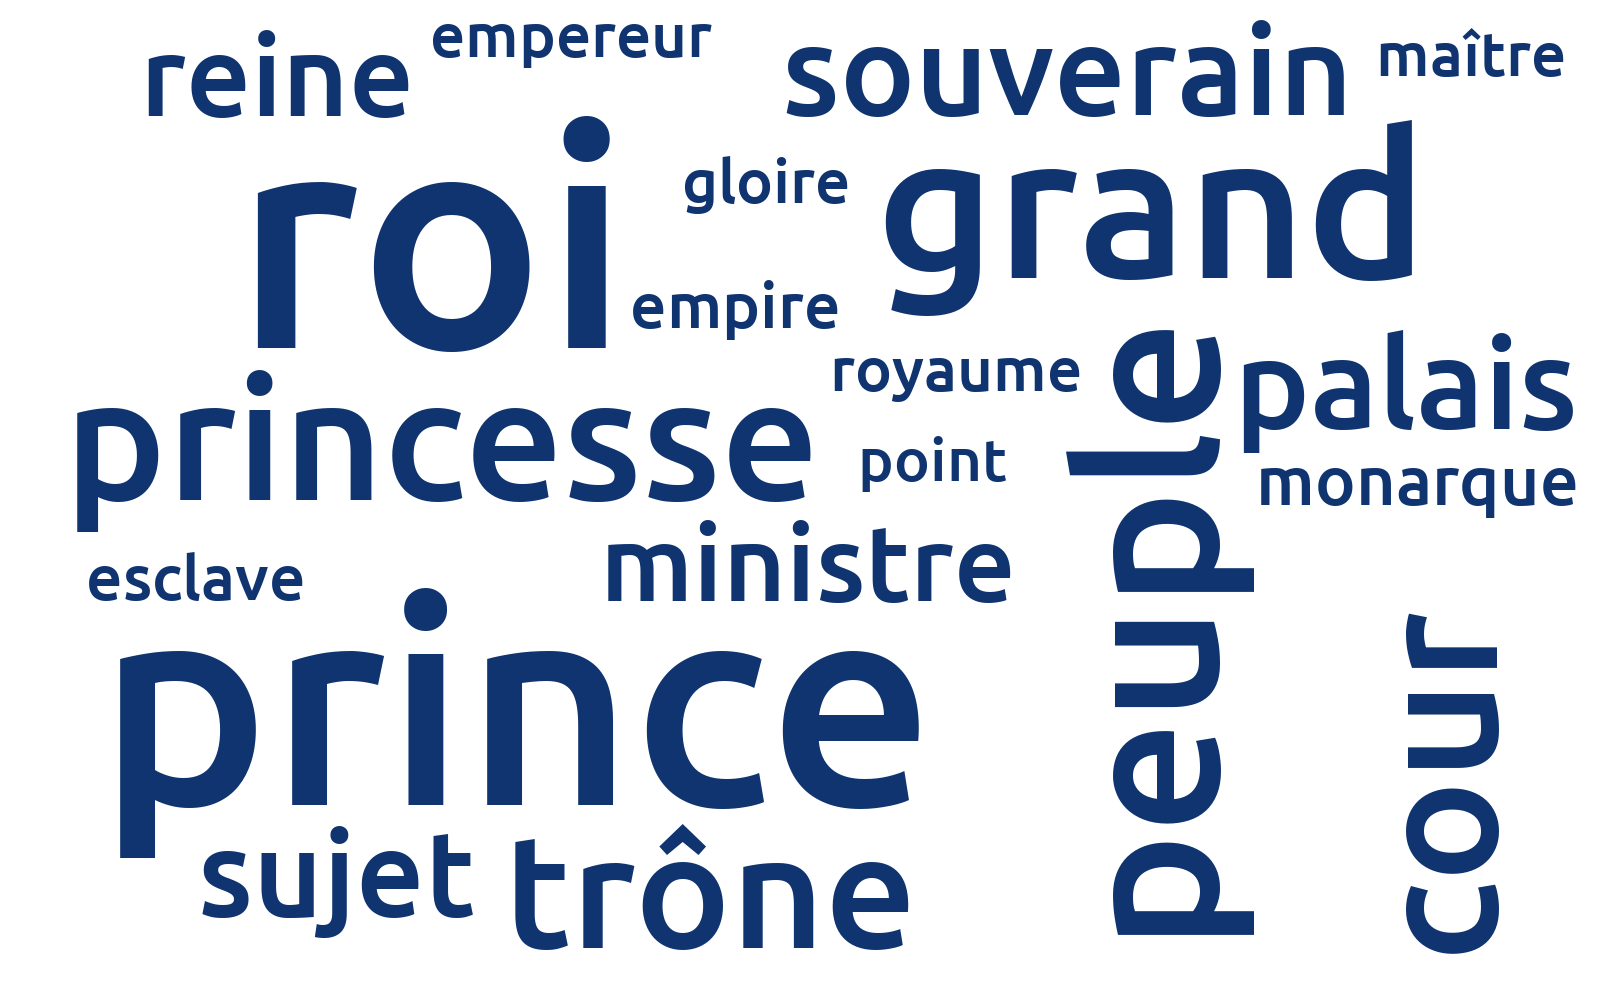 reine
empereur
souverain
maître
roi
gloire
grand
empire
royaume
peuple
palais
princesse
point
monarque
esclave
ministre
prince
cour
sujet
trône